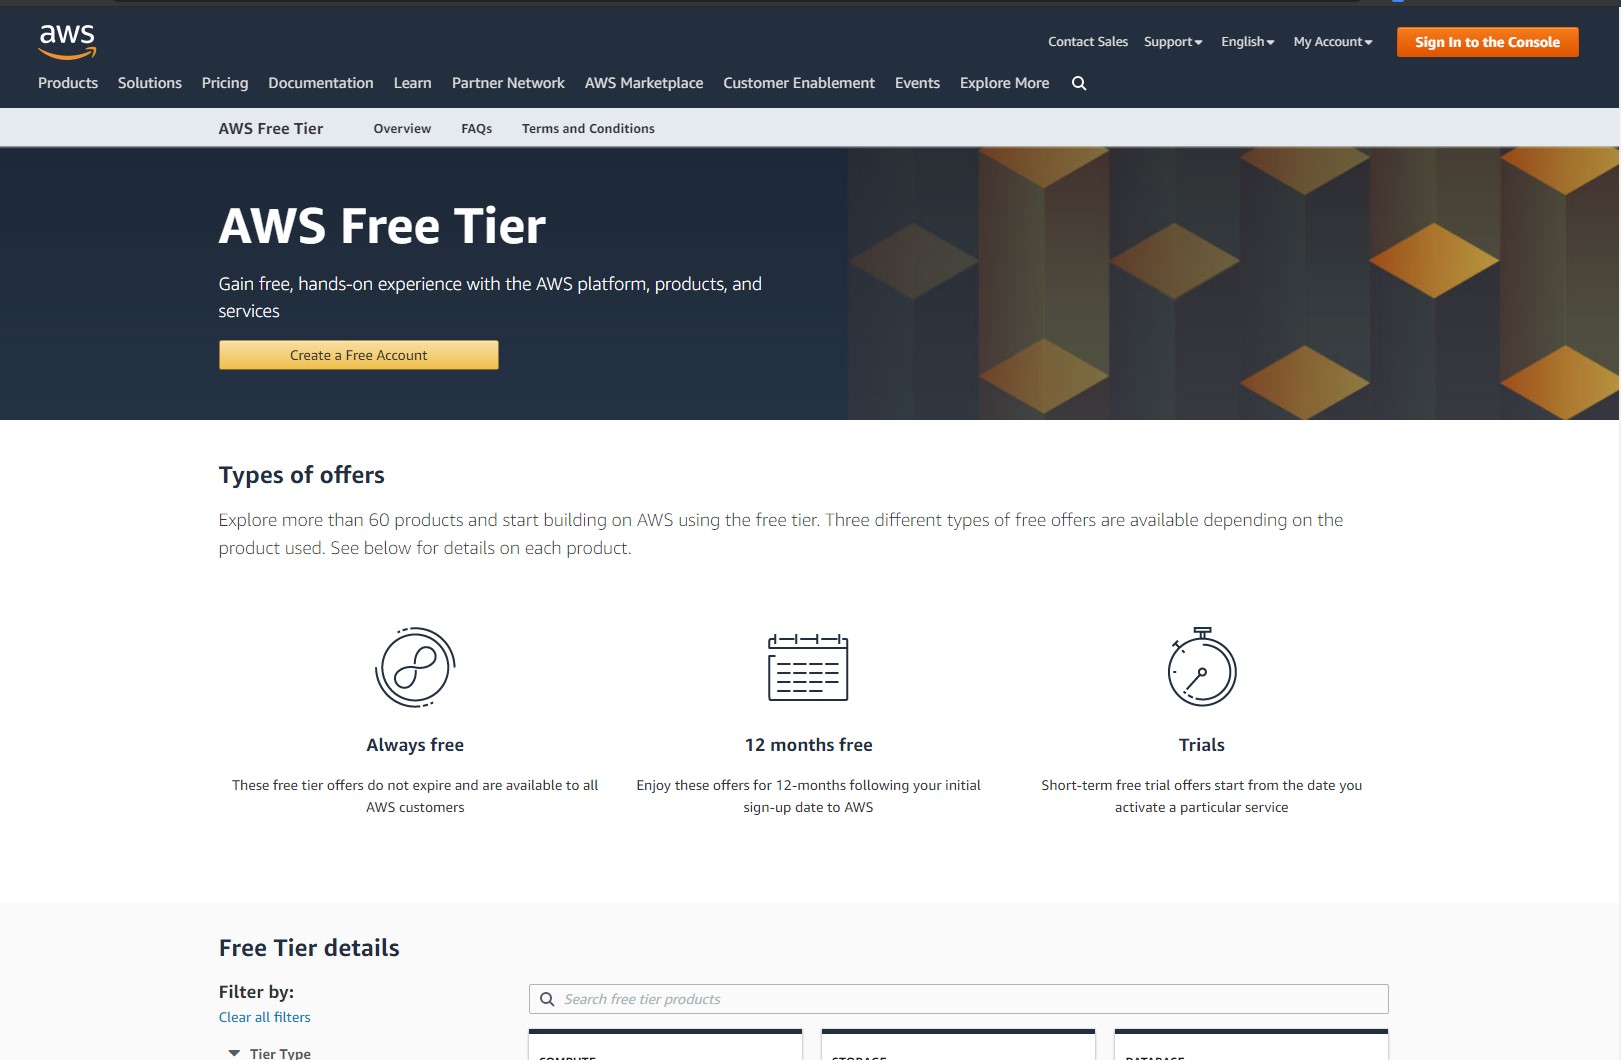 aws
Contact Sales Support English My Account Sign In to the Console
Products Solutions Pricing Documentation Learn Partner Network AWS Marketplace Customer Enablement Events Explore More
AWS Free Tier Overview FAQs Terms and Conditions
AWS Free Tier
Gain free, hands-on experience with the AWS platform, products, and
services
Create a Free Account
Types of offers
Explore more than 60 products and start building on AWS using the free tier. Three different types of free offers are available depending on the
product used. See below for details on each product.
Always free
These free tier offers do not expire and are available to all
AWS customers
12 months free
Enjoy these offers for 12-months following your initial
sign-up date to AWS
Trials
Short-term free trial offers start from the date you
activate a particular service
Free Tier details
Filter by:
Clear all filters
Tier Type
Search free tier products
COMPUTE
STORAGE
DATABASE